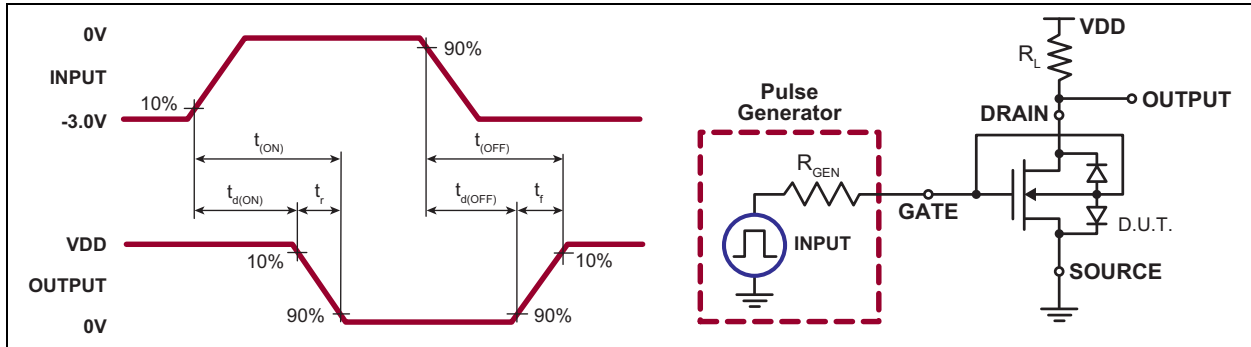 0V
INPUT
-3.0V
10%
90%
t(ON)
t(OFF)
td(ON)
tr
td(OFF)
tf
VDD
OUTPUT
0V
10%
90%
90%
10%
VDD
RL
OUTPUT
DRAIN
Pulse
Generator
RGEN
GATE
INPUT
D.U.T.
SOURCE